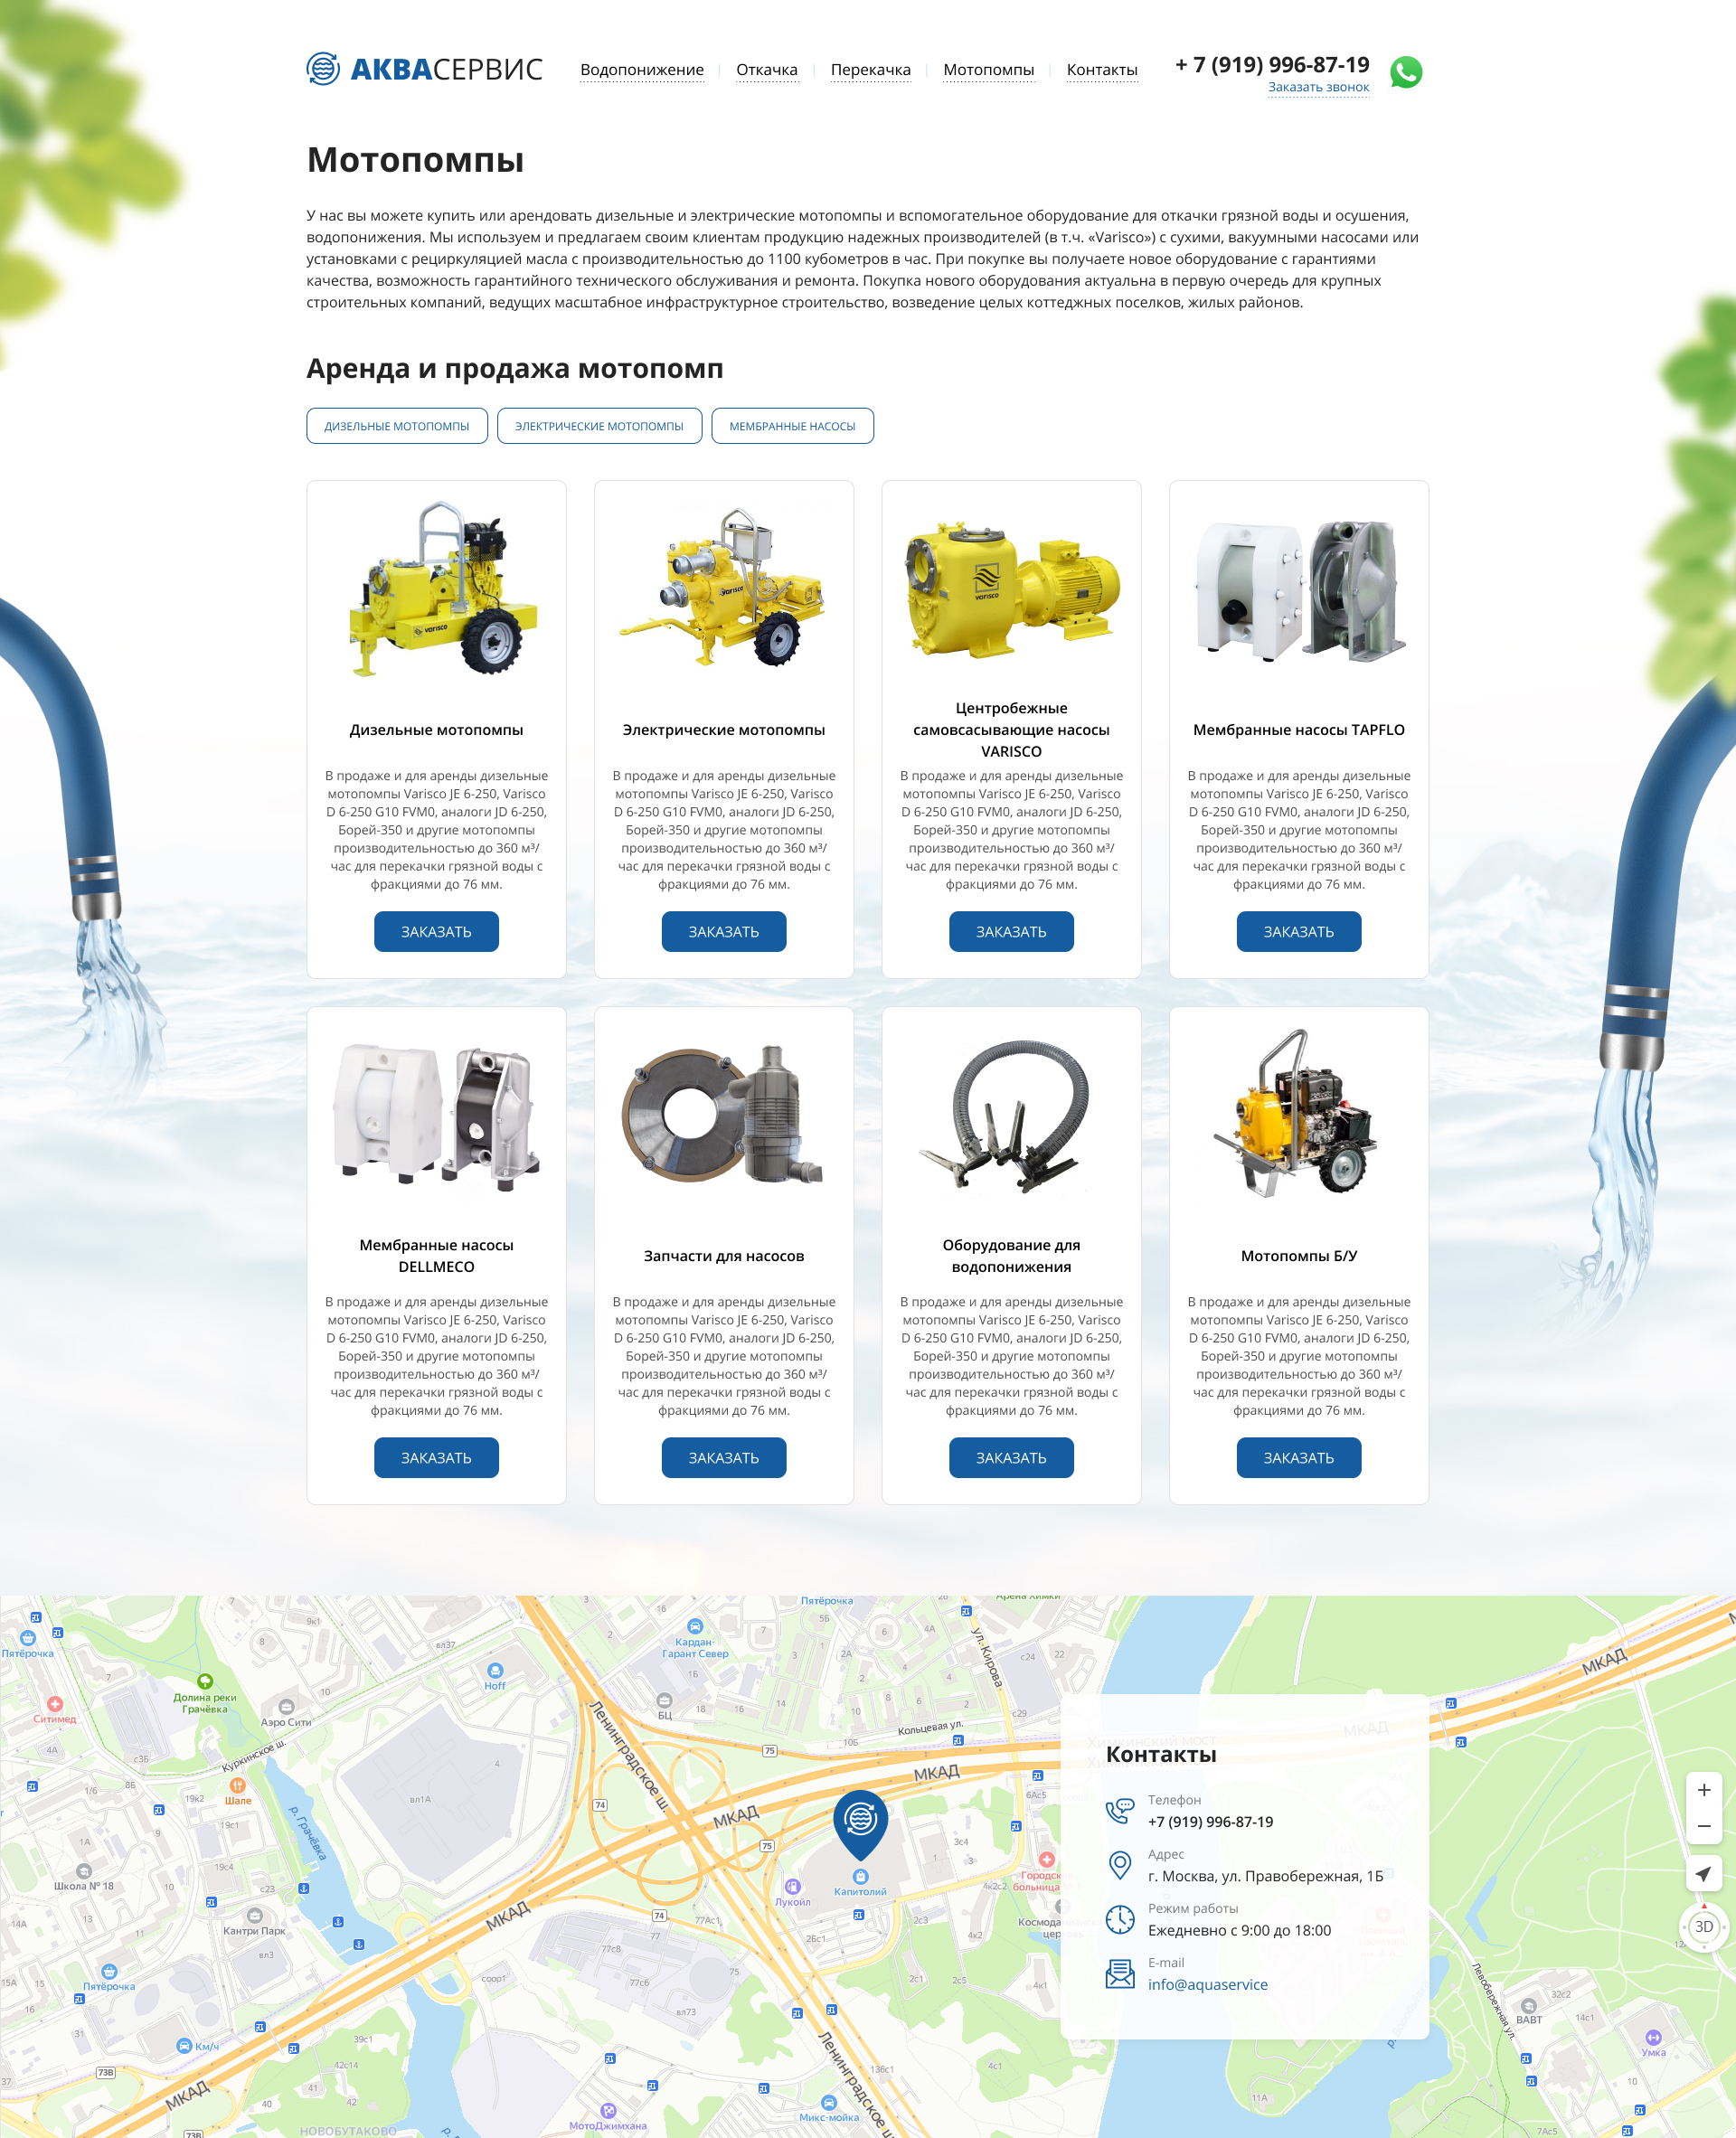 АКВАСЕРВИС
Водопонижение
Откачка
Перекачка
Мотопомпы
Контакты
+ 7 (919) 996-87-19
Заказать звонок
Мотопомпы
У нас вы можете купить или арендовать дизельные и электрические мотопомпы и вспомогательное оборудование для откачки грязной воды и осушения,
водопонижения. Мы используем и предлагаем своим клиентам продукцию надежных производителей (в т.ч. «Varisco») с сухими, вакуумными насосами или
установками с рециркуляцией масла с производительностью до 1100 кубометров в час. При покупке вы получаете новое оборудование с гарантиями
качества, возможность гарантийного технического обслуживания и ремонта. Покупка нового оборудования актуальна в первую очередь для крупных
строительных компаний, ведущих масштабное инфраструктурное строительство, возведение целых коттеджных поселков, жилых районов.
Аренда и продажа мотопомп
ДИЗЕЛЬНЫЕ МОТОПОМПЫ
ЭЛЕКТРИЧЕСКИЕ МОТОПОМПЫ
МЕМБРАННЫЕ НАСОСЫ
varisco
Дизельные мотопомпы
В продаже и для аренды дизельные
мотопомпы Varisco JE 6-250, Varisco
D 6-250 G10 FVM0, аналоги JD 6-250,
Борей-350 и другие мотопомпы
производительностью до 360 м³/
час для перекачки грязной воды с
фракциями до 76 мм.
ЗАКАЗАТЬ
varisco
Электрические мотопомпы
В продаже и для аренды дизельные
мотопомпы Varisco JE 6-250, Varisco
D 6-250 G10 FVM0, аналоги JD 6-250,
Борей-350 и другие мотопомпы
производительностью до 360 м³/
час для перекачки грязной воды с
фракциями до 76 мм.
ЗАКАЗАТЬ
varisco
Центробежные
самовсасывающие насосы
VARISCO
В продаже и для аренды дизельные
мотопомпы Varisco JE 6-250, Varisco
D 6-250 G10 FVM0, аналоги JD 6-250,
Борей-350 и другие мотопомпы
производительностью до 360 м³/
час для перекачки грязной воды с
фракциями до 76 мм.
ЗАКАЗАТЬ
Мембранные насосы TAPFLO
В продаже и для аренды дизельные
мотопомпы Varisco JE 6-250, Varisco
D 6-250 G10 FVM0, аналоги JD 6-250,
Борей-350 и другие мотопомпы
производительностью до 360 м³/
час для перекачки грязной воды с
фракциями до 76 мм.
ЗАКАЗАТЬ
Мембранные насосы
DELLMECO
В продаже и для аренды дизельные
мотопомпы Varisco JE 6-250, Varisco
D 6-250 G10 FVM0, аналоги JD 6-250,
Борей-350 и другие мотопомпы
производительностью до 360 м³/
час для перекачки грязной воды с
фракциями до 76 мм.
ЗАКАЗАТЬ
Запчасти для насосов
В продаже и для аренды дизельные
мотопомпы Varisco JE 6-250, Varisco
D 6-250 G10 FVM0, аналоги JD 6-250,
Борей-350 и другие мотопомпы
производительностью до 360 м³/
час для перекачки грязной воды с
фракциями до 76 мм.
ЗАКАЗАТЬ
Оборудование для
водопонижения
В продаже и для аренды дизельные
мотопомпы Varisco JE 6-250, Varisco
D 6-250 G10 FVM0, аналоги JD 6-250,
Борей-350 и другие мотопомпы
производительностью до 360 м³/
час для перекачки грязной воды с
фракциями до 76 мм.
ЗАКАЗАТЬ
Мотопомпы Б/У
В продаже и для аренды дизельные
мотопомпы Varisco JE 6-250, Varisco
D 6-250 G10 FVM0, аналоги JD 6-250,
Борей-350 и другие мотопомпы
производительностью до 360 м³/
час для перекачки грязной воды с
фракциями до 76 мм.
ЗАКАЗАТЬ
Пятёрочка
Пятёрочка
Кардан-
Гарант Север
ул. Кирова
МКАД
Hoff
Долина реки
Грачёвка
Ситимед
Аэро Сити
БЦ
Ленинградское ш.
Кольцевая ул.
Куркинское ш.
МКАД
МКАД
Шале
р. Грачёвка
МКАД
Школа № 18
Кантри Парк
Лукойл
Капитолий
МКАД
Пятёрочка
Км/ч
МКАД
НОВОБУТАКОВО
МотоДжимхана
Микс-мойка
Ленинградское ш.
Левобережная ул.
ВАВТ
Умка
Контакты
Телефон
+7 (919) 996-87-19
Адрес
г. Москва, ул. Правобережная, 1Б
Режим работы
Ежедневно с 9:00 до 18:00
E-mail
info@aquaservice
3D